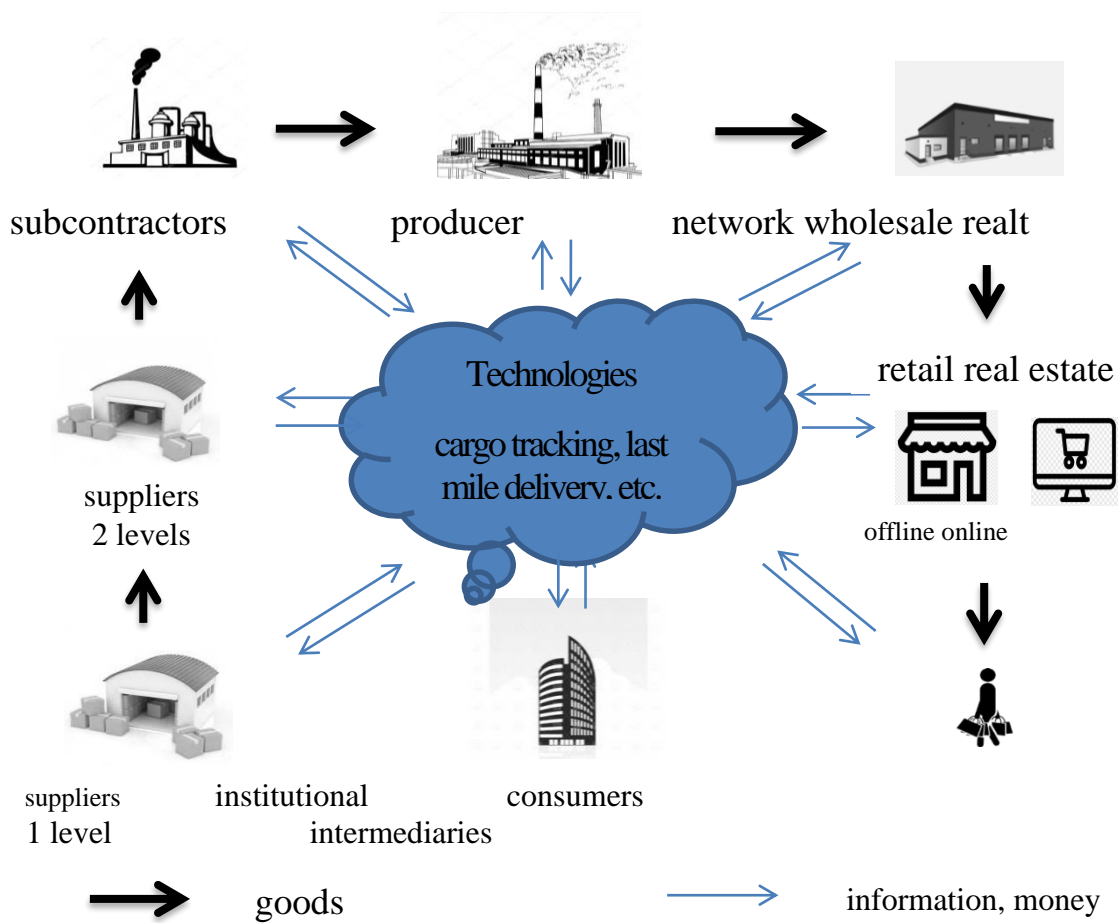 subcontractors producer network wholesale realt
Technologies
retail real estate
cargo tracking, last
mile delivery, etc.
suppliers
2 levels
offline online
suppliers institutional consumers
1 level intermediaries
goods information, money